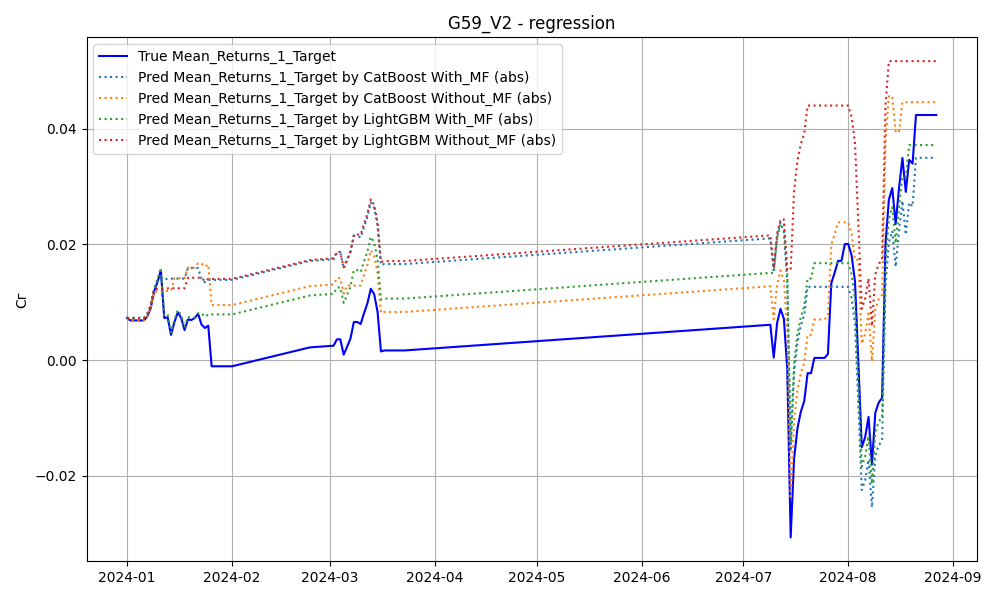 G59_V2 - regression
True Mean_Returns_1_Target
Pred Mean_Returns_1_Target by CatBoost With_MF (abs)
Pred Mean_Returns_1_Target by CatBoost Without_MF (abs)
Pred Mean_Returns_1_Target by LightGBM With_MF (abs)
Pred Mean_Returns_1_Target by LightGBM Without_MF (abs)
Cr
0.04
0.02
0.00
−0.02
2024-01 2024-02 2024-03 2024-04 2024-05 2024-06 2024-07 2024-08 2024-09